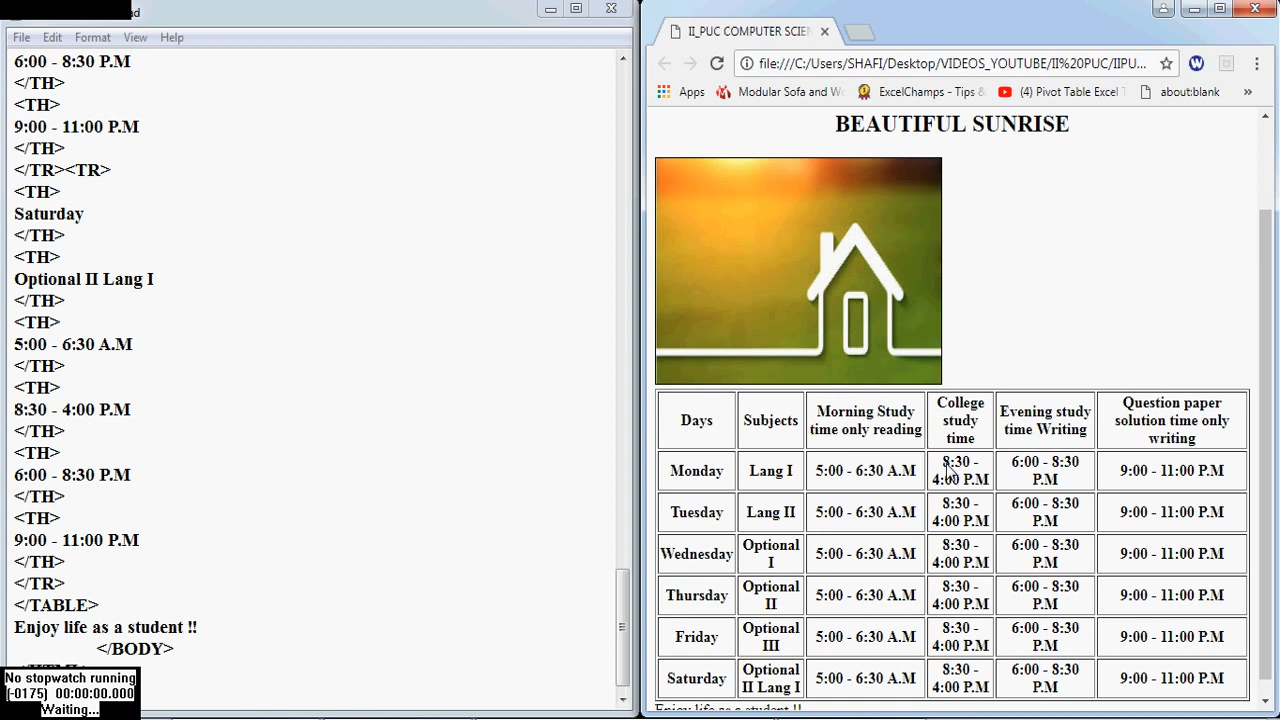 ad
File Edit Format View Help
6:00 - 8:30 P.M
</TH>
<TH>
9:00 - 11:00 P.M
</TH>
</TR><TR>
<TH>
Saturday
</TH>
<TH>
Optional II Lang I
</TH>
<TH>
5:00 - 6:30 A.M
</TH>
<TH>
8:30 - 4:00 P.M
</TH>
<TH>
6:00 - 8:30 P.M
</TH>
<TH>
9:00 - 11:00 P.M
</TH>
</TR>
</TABLE>
Enjoy life as a student !!
</BODY>
No stopwatch running
[-0175] 00:00:00.000
Waiting...
II_PUC COMPUTER SCIEN
file:///C:/Users/SHAFI/Desktop/VIDEOS_YOUTUBE/II%20PUC/IIPU...
Apps Modular Sofa and Wo ExcelChamps - Tips & (4) Pivot Table Excel T about:blank »
BEAUTIFUL SUNRISE
Days Subjects Morning Study time only reading College study time Evening study time Writing Question paper solution time only writing
Monday Lang I 5:00 - 6:30 A.M 8:30 - 4:00 P.M 6:00 - 8:30 P.M 9:00 - 11:00 P.M
Tuesday Lang II 5:00 - 6:30 A.M 8:30 - 4:00 P.M 6:00 - 8:30 P.M 9:00 - 11:00 P.M
Wednesday Optional I 5:00 - 6:30 A.M 8:30 - 4:00 P.M 6:00 - 8:30 P.M 9:00 - 11:00 P.M
Thursday Optional II 5:00 - 6:30 A.M 8:30 - 4:00 P.M 6:00 - 8:30 P.M 9:00 - 11:00 P.M
Friday Optional III 5:00 - 6:30 A.M 8:30 - 4:00 P.M 6:00 - 8:30 P.M 9:00 - 11:00 P.M
Saturday Optional II Lang I 5:00 - 6:30 A.M 8:30 - 4:00 P.M 6:00 - 8:30 P.M 9:00 - 11:00 P.M
Enjoy life as a student !!